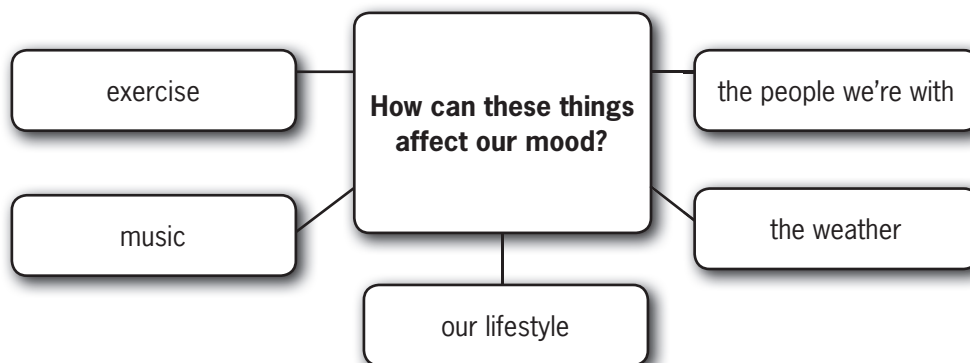 exercise
How can these things
affect our mood?
the people we're with
music
the weather
our lifestyle